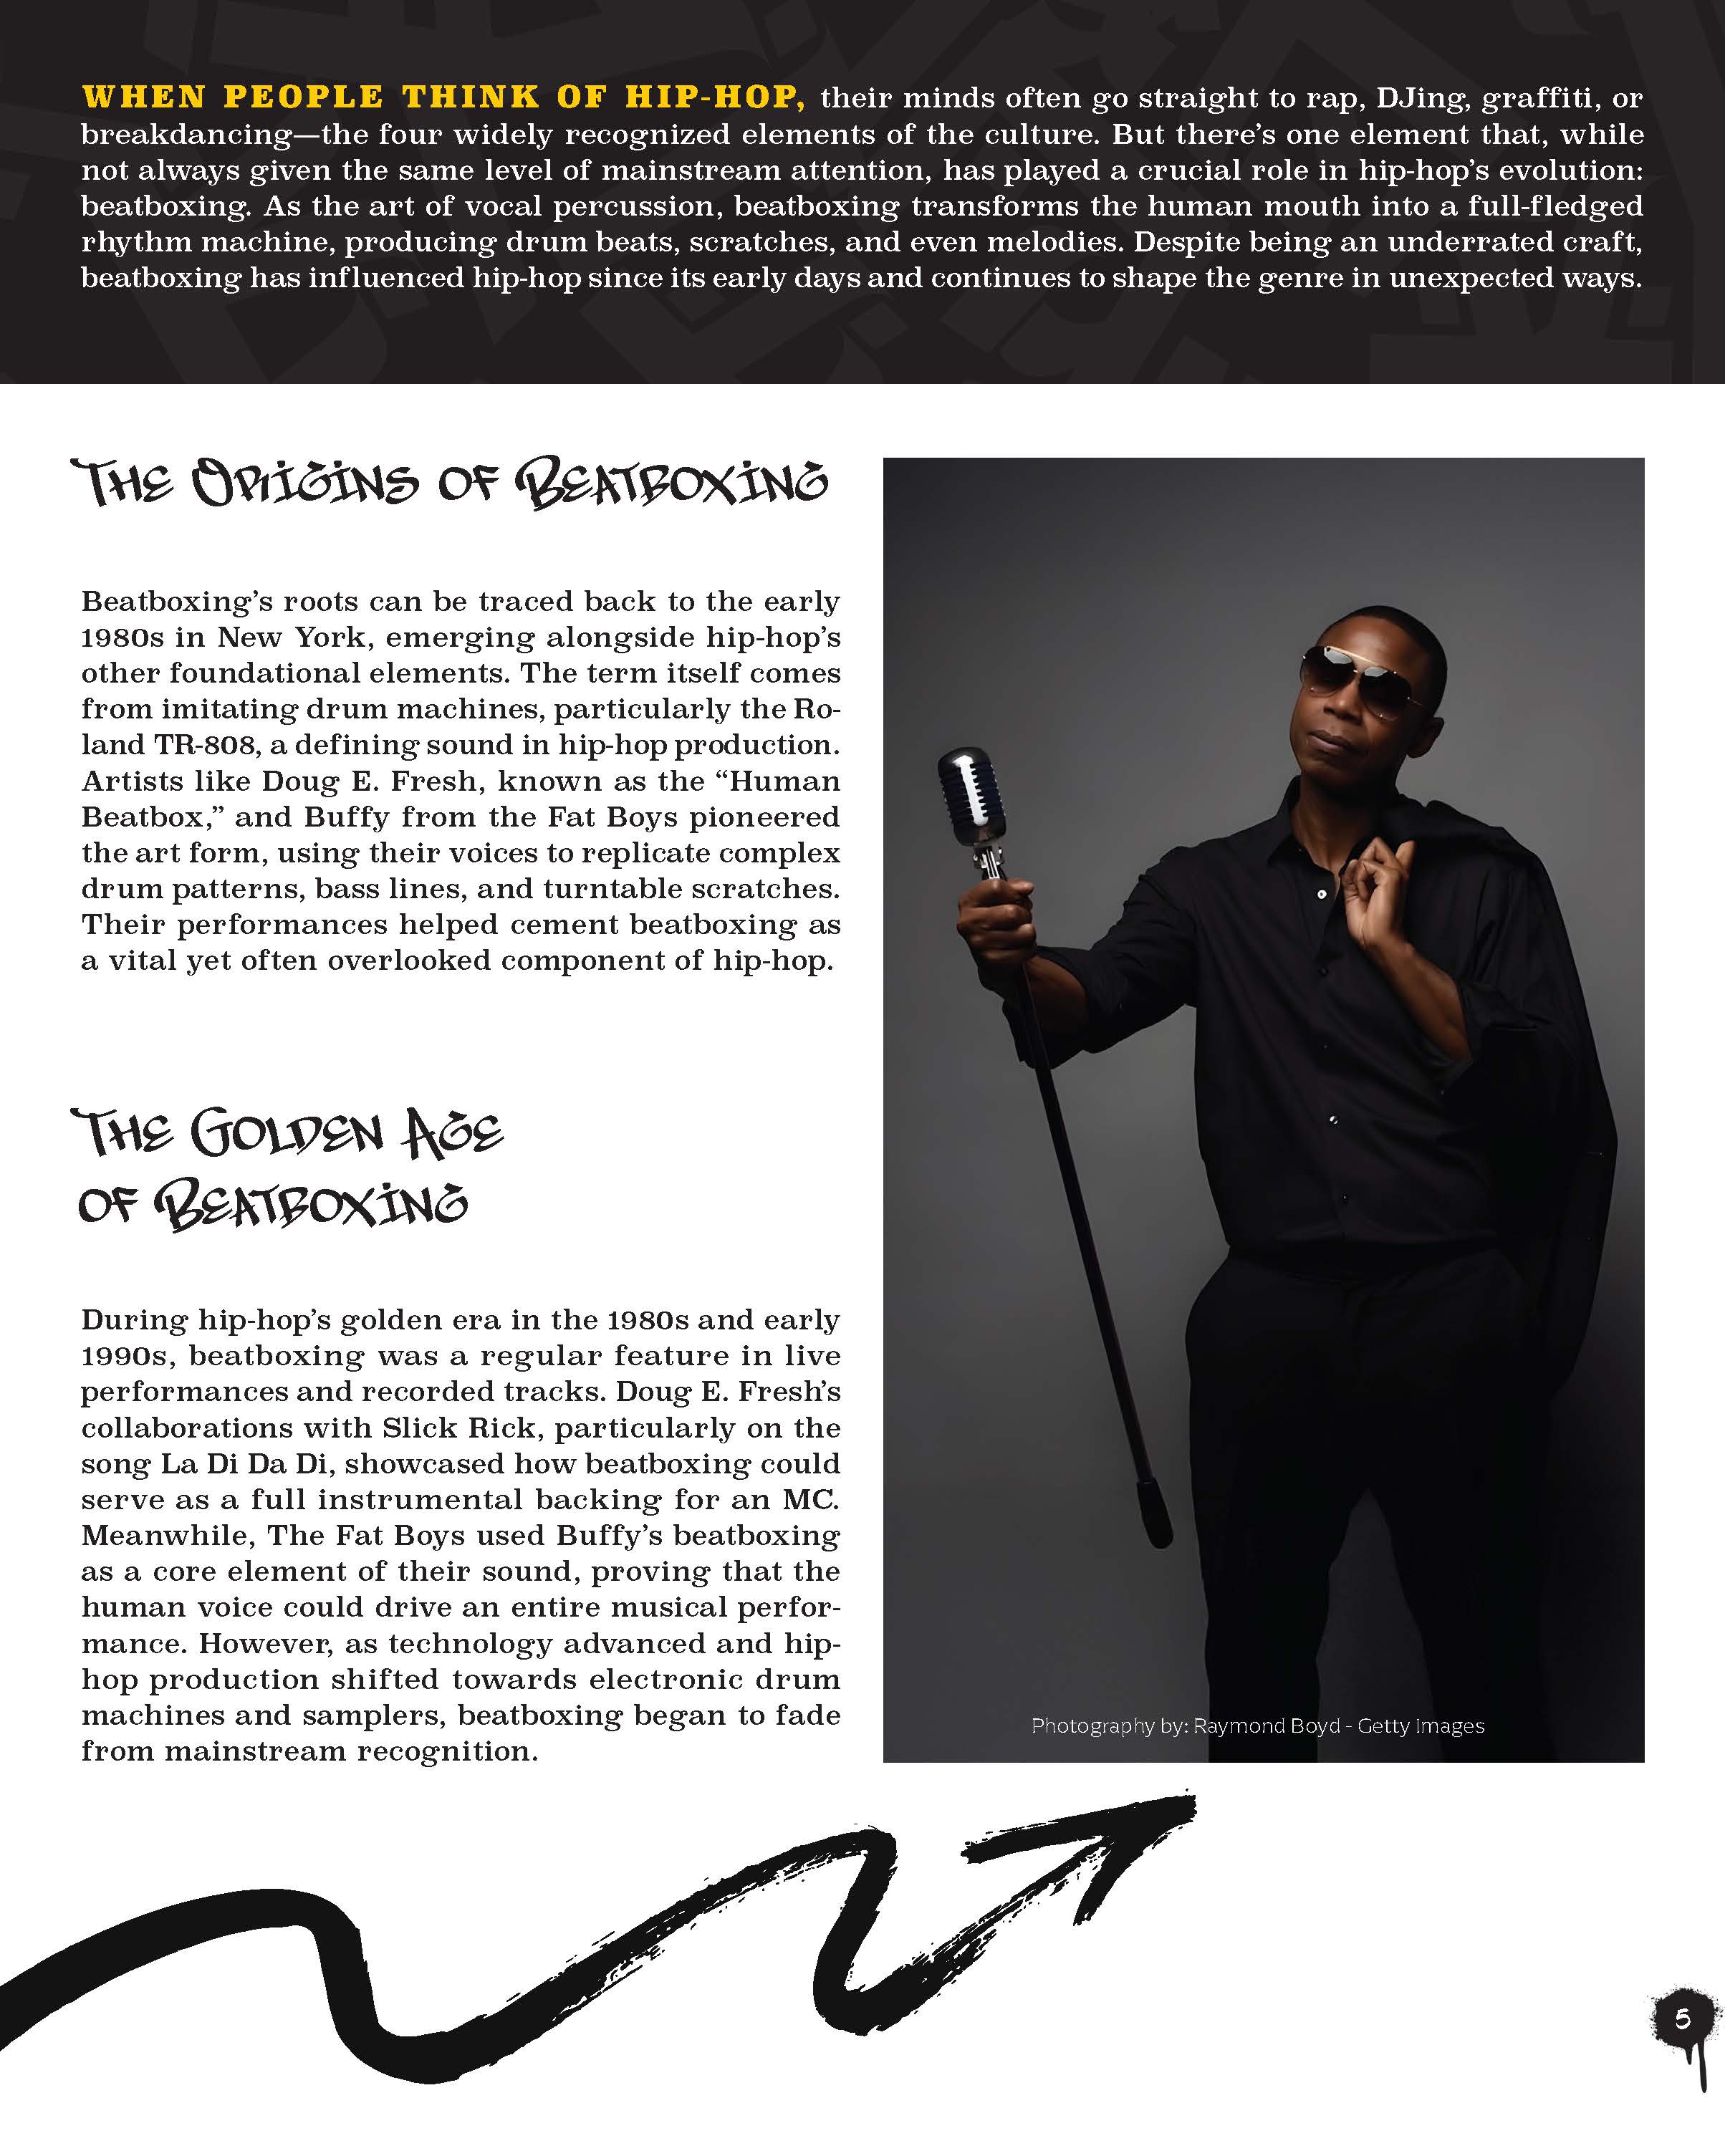 WHEN PEOPLE THINK OF HIP-HOP, their minds often go straight to rap, DJing, graffiti, or
breakdancing—the four widely recognized elements of the culture. But there’s one element that, while
not always given the same level of mainstream attention, has played a crucial role in hip-hop’s evolution:
beatboxing. As the art of vocal percussion, beatboxing transforms the human mouth into a full-fledged
rhythm machine, producing drum beats, scratches, and even melodies. Despite being an underrated craft,
beatboxing has influenced hip-hop since its early days and continues to shape the genre in unexpected ways.
The Origins of Beatboxing
Beatboxing’s roots can be traced back to the early
1980s in New York, emerging alongside hip-hop’s
other foundational elements. The term itself comes
from imitating drum machines, particularly the Ro-
land TR-808, a defining sound in hip-hop production.
Artists like Doug E. Fresh, known as the “Human
Beatbox,” and Buffy from the Fat Boys pioneered
the art form, using their voices to replicate complex
drum patterns, bass lines, and turntable scratches.
Their performances helped cement beatboxing as
a vital yet often overlooked component of hip-hop.
The Golden Age
of Beatboxing
During hip-hop’s golden era in the 1980s and early
1990s, beatboxing was a regular feature in live
performances and recorded tracks. Doug E. Fresh’s
collaborations with Slick Rick, particularly on the
song La Di Da Di, showcased how beatboxing could
serve as a full instrumental backing for an MC.
Meanwhile, The Fat Boys used Buffy’s beatboxing
as a core element of their sound, proving that the
human voice could drive an entire musical perfor-
mance. However, as technology advanced and hip-
hop production shifted towards electronic drum
machines and samplers, beatboxing began to fade
from mainstream recognition.
Photography by: Raymond Boyd - Getty Images
5